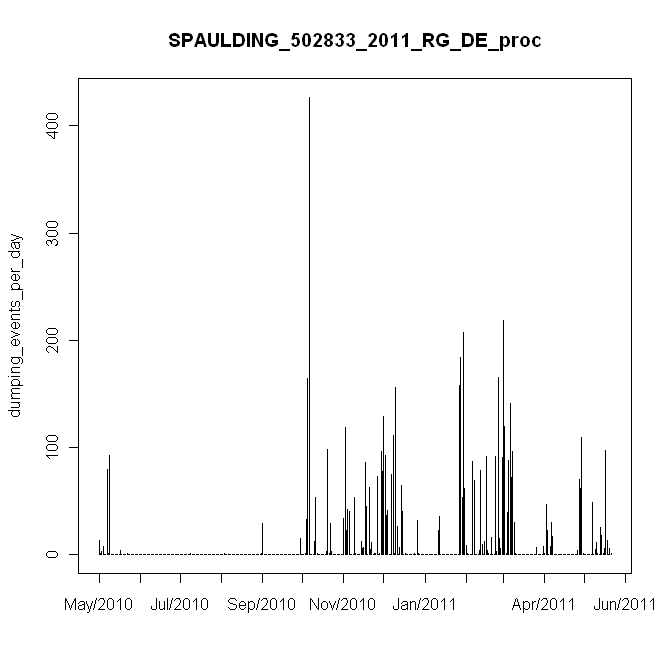 SPAULDING_502833_2011_RG_DE_proc
dumping_events_per_day
400
300
200
100
0
May/2010 Jul/2010 Sep/2010 Nov/2010 Jan/2011 Apr/2011 Jun/2011